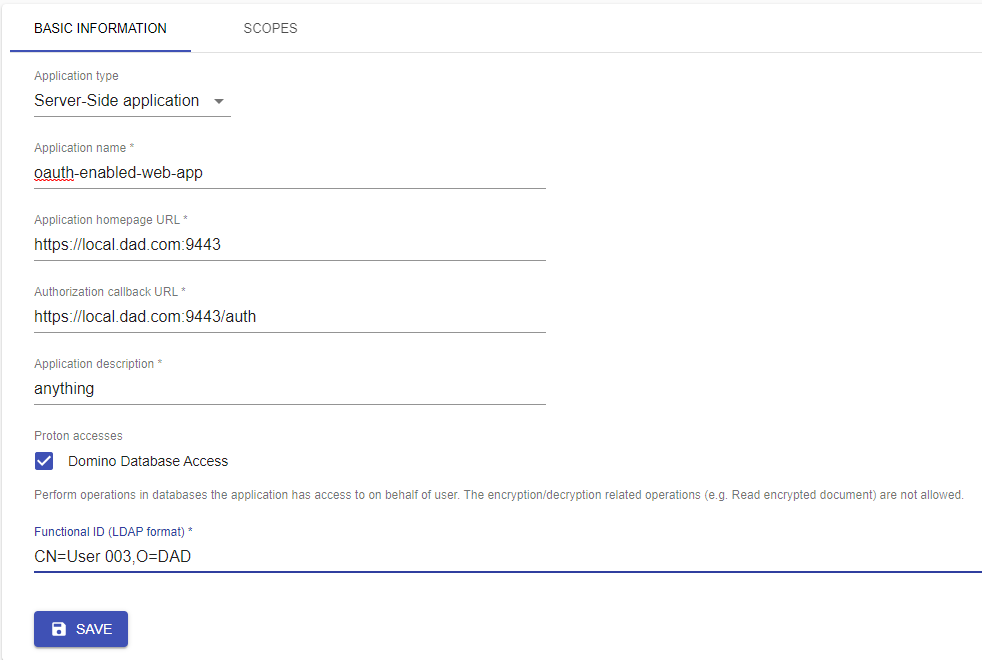 BASIC INFORMATION SCOPES
Application type
Server-Side application
Application name *
oauth-enabled-web-app
Application homepage URL *
https://local.dad.com:9443
Authorization callback URL *
https://local.dad.com:9443/auth
Application description *
anything
Proton accesses
Domino Database Access
Perform operations in databases the application has access to on behalf of user. The encryption/decryption related operations (e.g. Read encrypted document) are not allowed.
Functional ID (LDAP format) *
CN=User 003,O=DAD
SAVE